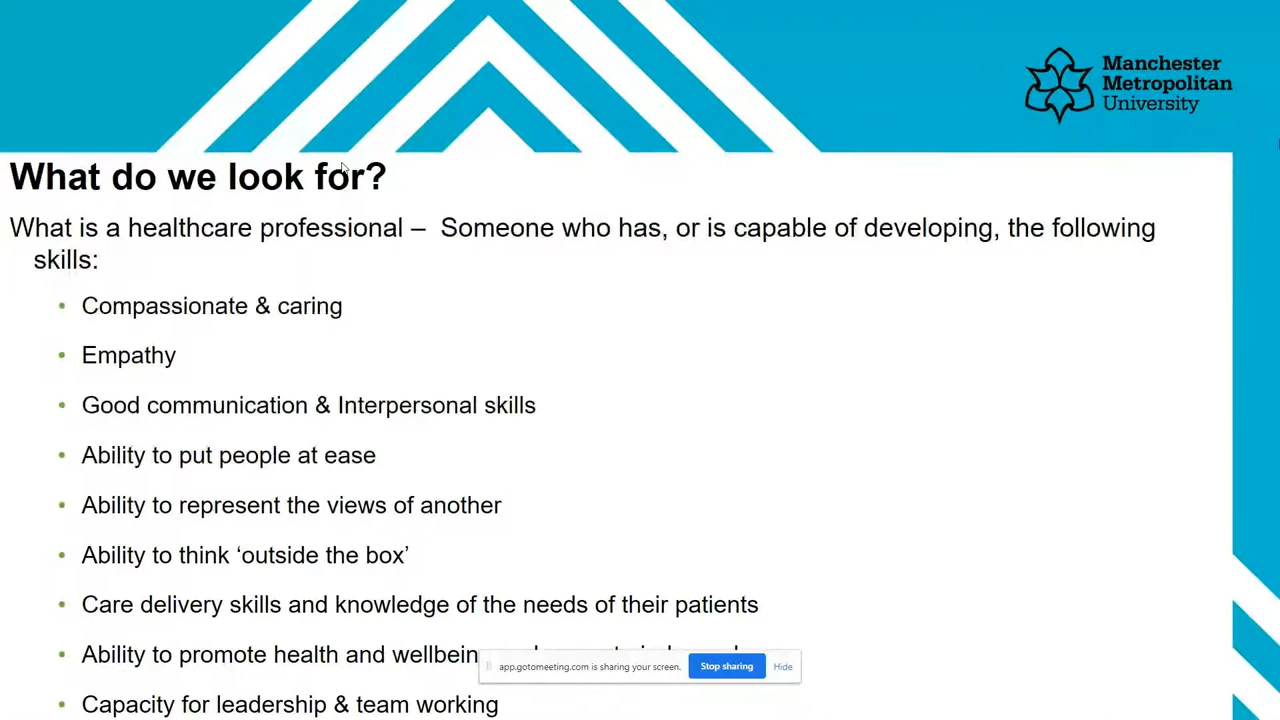 Manchester
Metropolitan
University
What do we look for?
What is a healthcare professional – Someone who has, or is capable of developing, the following
skills:
• Compassionate & caring
• Empathy
• Good communication & Interpersonal skills
• Ability to put people at ease
• Ability to represent the views of another
• Ability to think ‘outside the box’
• Care delivery skills and knowledge of the needs of their patients
• Ability to promote health and
app.gotomeeting.com is sharing your screen. Stop sharing Hide
• Capacity for leadership & team working